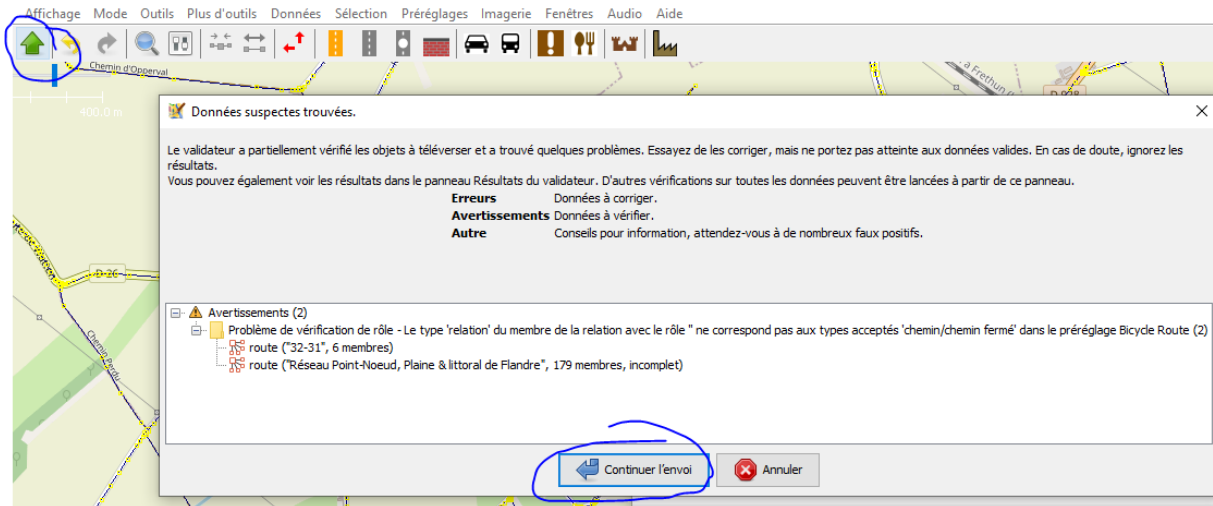 Affichage Mode Outils Plus d'outils Données Sélection Préréglages Imagerie Fenêtres Audio Aide
Chemin d'Opperval
à Frethun
D 928
400.0 m
Données suspectes trouvées.
Le validateur a partiellement vérifié les objets à téléverser et a trouvé quelques problèmes. Essayez de les corriger, mais ne portez pas atteinte aux données valides. En cas de doute, ignorez les
résultats.
Vous pouvez également voir les résultats dans le panneau Résultats du validateur. D'autres vérifications sur toutes les données peuvent être lancées à partir de ce panneau.
Erreurs Données à corriger.
Avertissements Données à vérifier.
Autre Conseils pour information, attendez-vous à de nombreux faux positifs.
D 26
Chemin Perdu
Avertissements (2)
Problème de vérification de rôle - Le type 'relation' du membre de la relation avec le rôle '' ne correspond pas aux types acceptés 'chemin/chemin fermé' dans le préréglage Bicycle Route (2)
route ("32-31", 6 membres)
route ("Réseau Point-Noeud, Plaine & littoral de Flandre", 179 membres, incomplet)
Continuer l'envoi
Annuler